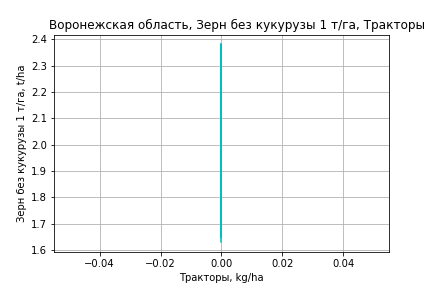 Воронежская область, Зерн без кукурузы 1 т/га, Тракторы
2.4
2.3
2.2
2.1
2.0
1.9
1.8
1.7
1.6
Зерн без кукурузы 1 т/га, t/ha
−0.04 −0.02 0.00 0.02 0.04
Тракторы, kg/ha